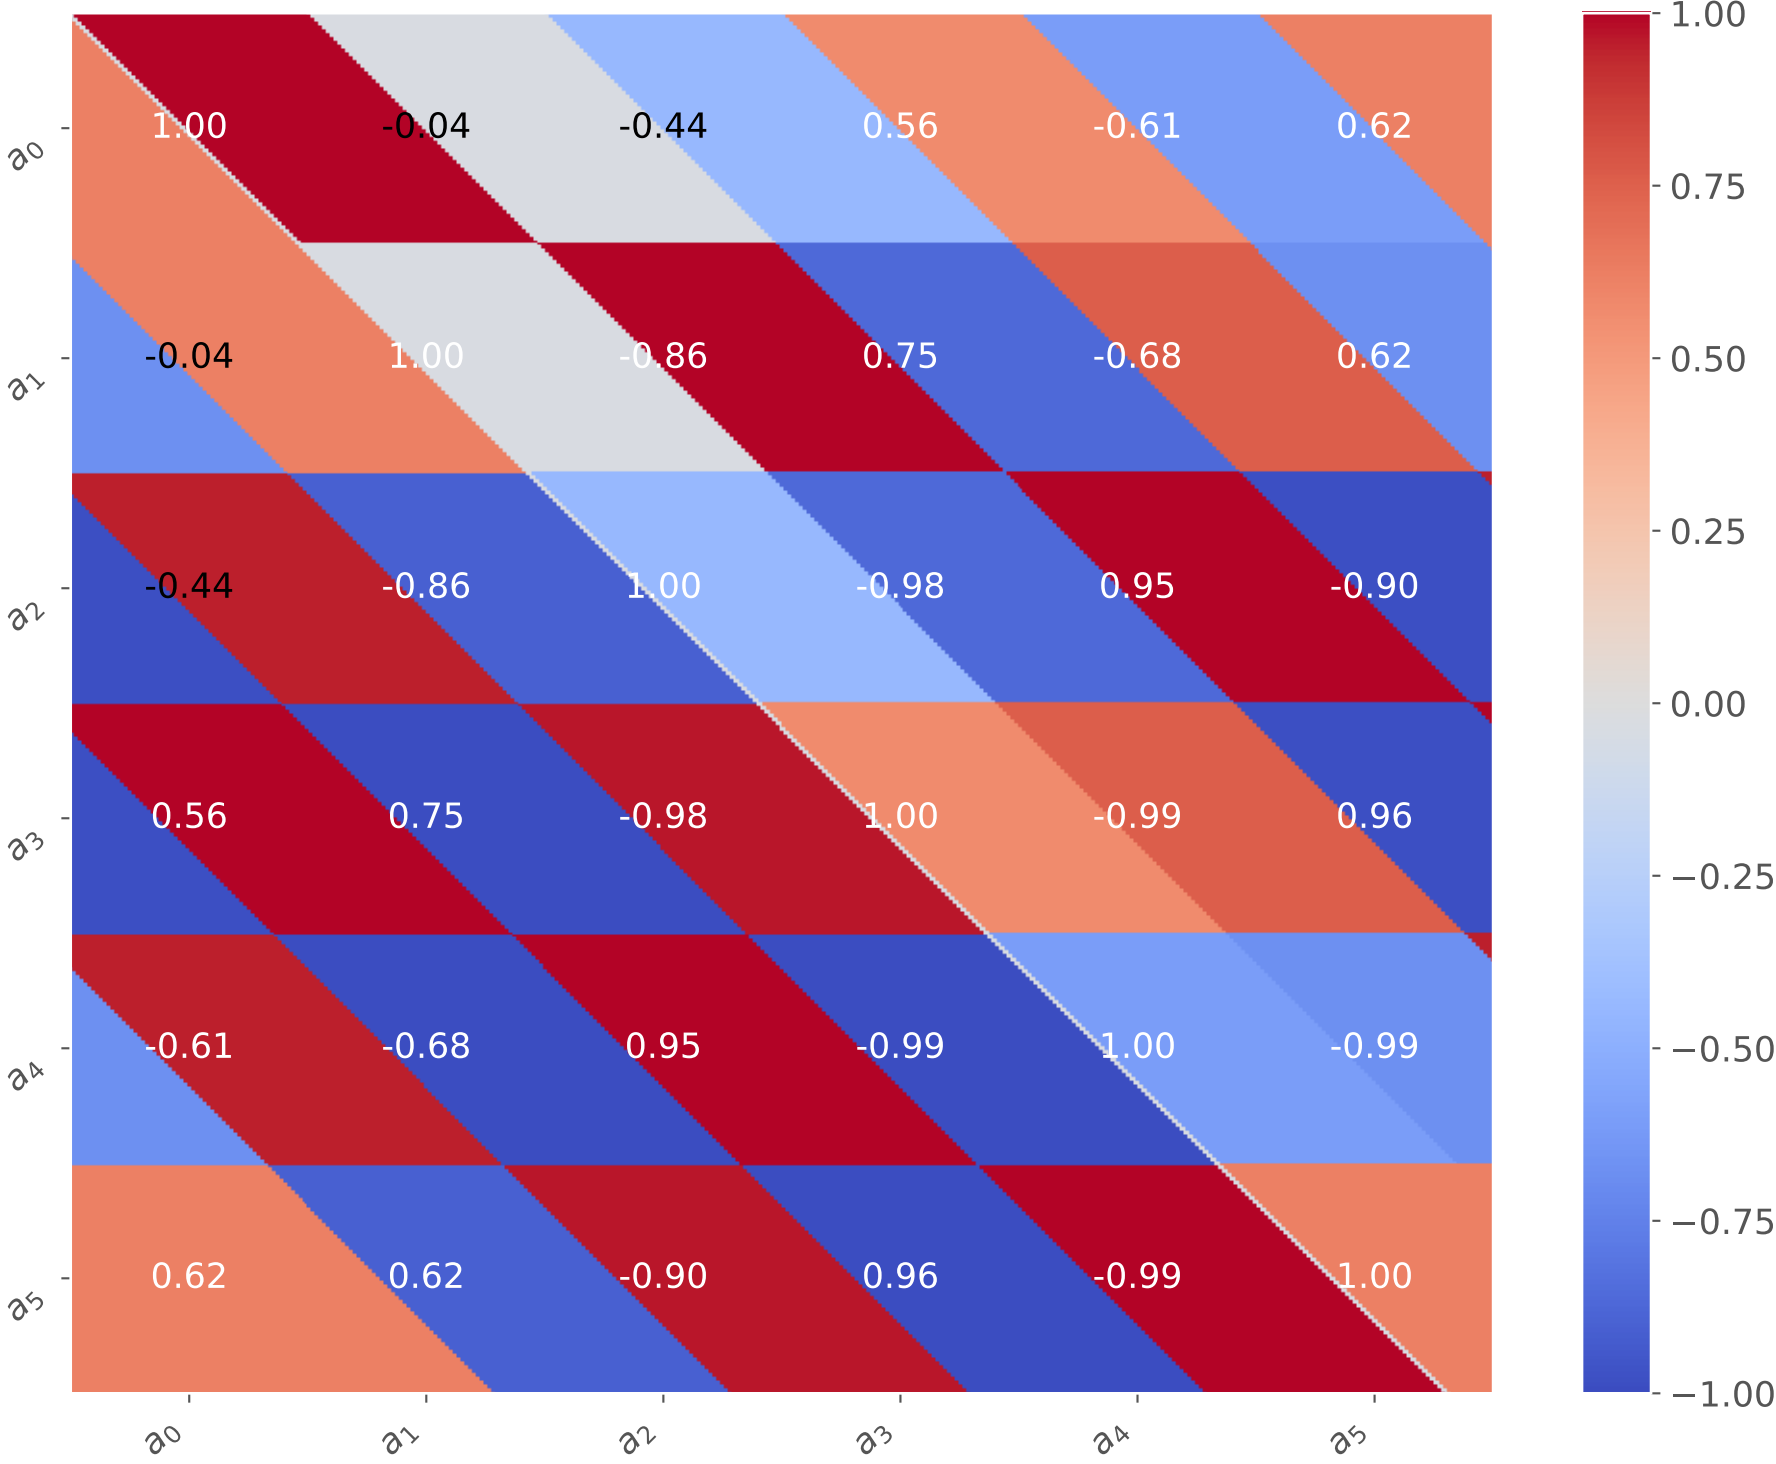 1.00
a₀ 1.00 -0.04 -0.44 0.56 -0.61 0.62
0.75
a₁ -0.04 1.00 -0.86 0.75 -0.68 0.62
0.50
0.25
a₂ -0.44 -0.86 1.00 -0.98 0.95 -0.90
0.00
a₃ 0.56 0.75 -0.98 1.00 -0.99 0.96
−0.25
a₄ -0.61 -0.68 0.95 -0.99 1.00 -0.99
−0.50
−0.75
a₅ 0.62 0.62 -0.90 0.96 -0.99 1.00
−1.00
a₀ a₁ a₂ a₃ a₄ a₅